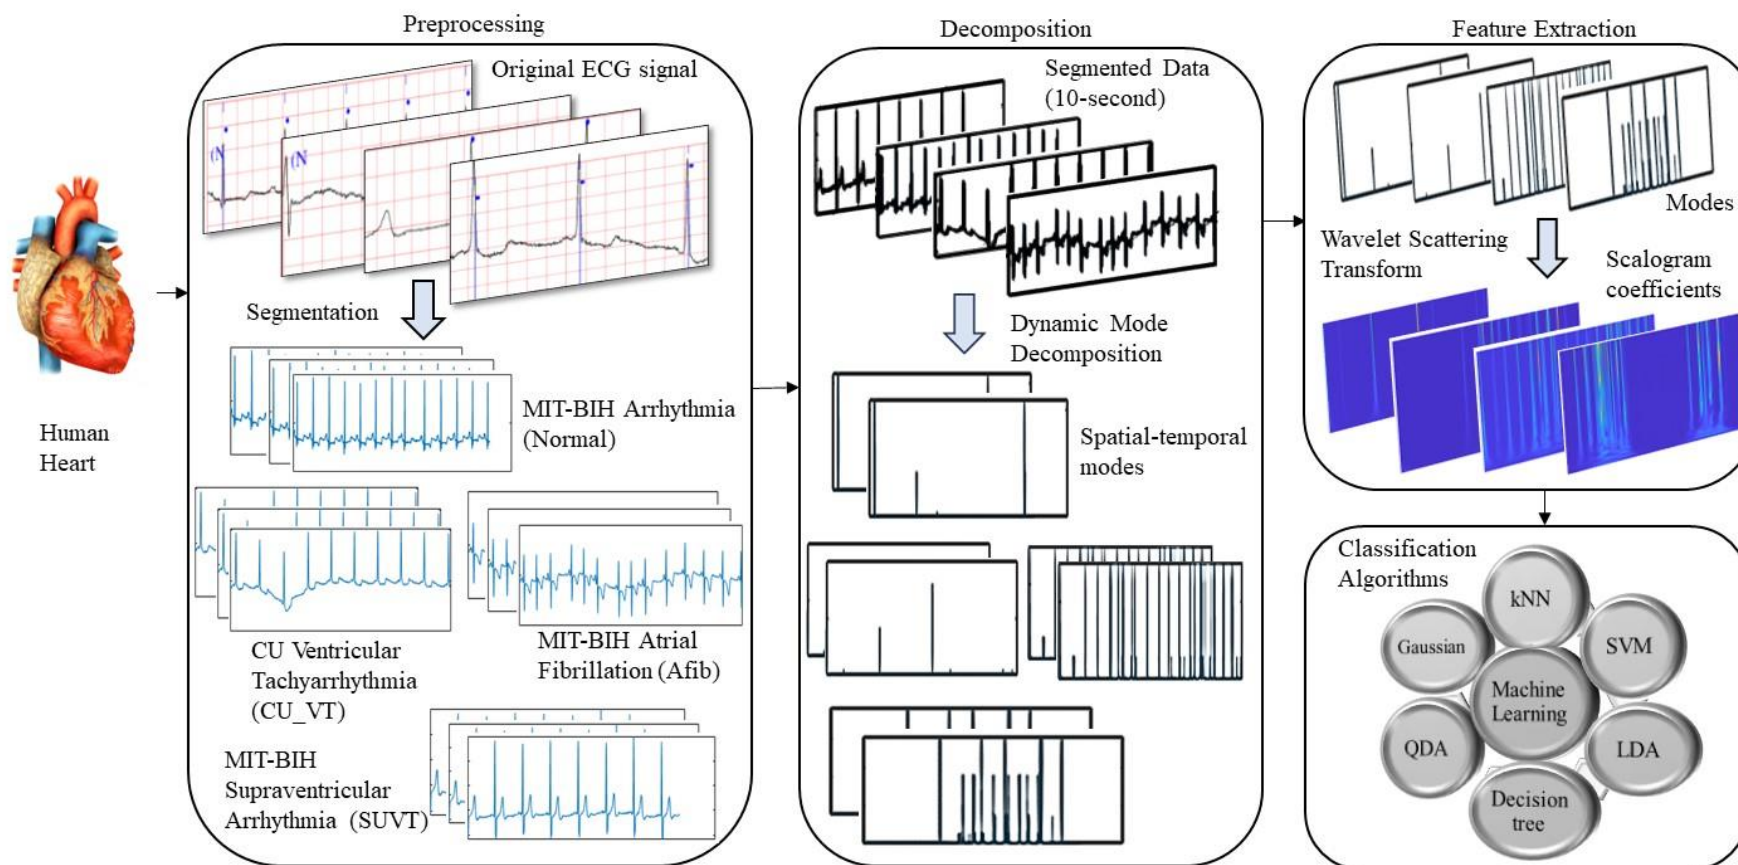 Preprocessing
Decomposition
Feature Extraction
Human
Heart
Original ECG signal
(N
(N
Segmentation
MIT-BIH Arrhythmia
(Normal)
CU Ventricular
Tachyarrhythmia
(CU_VT)
MIT-BIH Atrial
Fibrillation (Afib)
MIT-BIH
Supraventricular
Arrhythmia (SUVT)
Segmented Data
(10-second)
Dynamic Mode
Decomposition
Spatial-temporal
modes
Modes
Wavelet Scattering
Transform
Scalogram
coefficients
Classification
Algorithms
kNN
Gaussian
SVM
Machine
Learning
QDA
LDA
Decision
tree